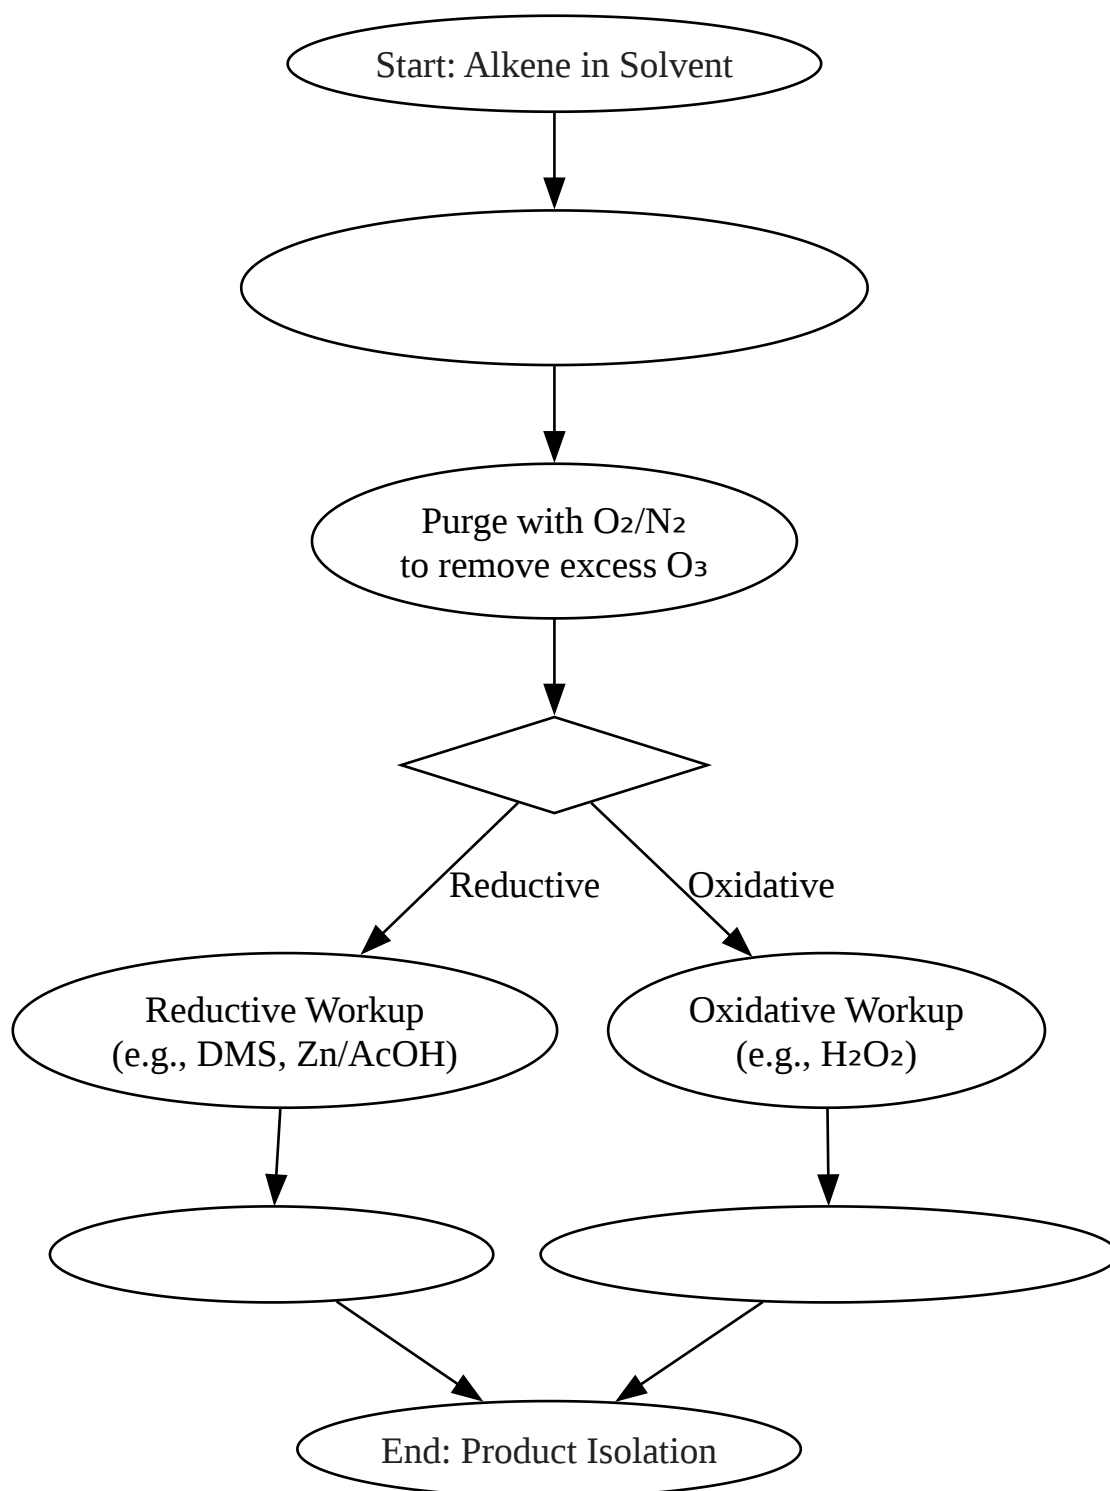 Start: Alkene in Solvent
Purge with O₂/N₂
to remove excess O₃
Reductive
Oxidative
Reductive Workup
(e.g., DMS, Zn/AcOH)
Oxidative Workup
(e.g., H₂O₂)
End: Product Isolation